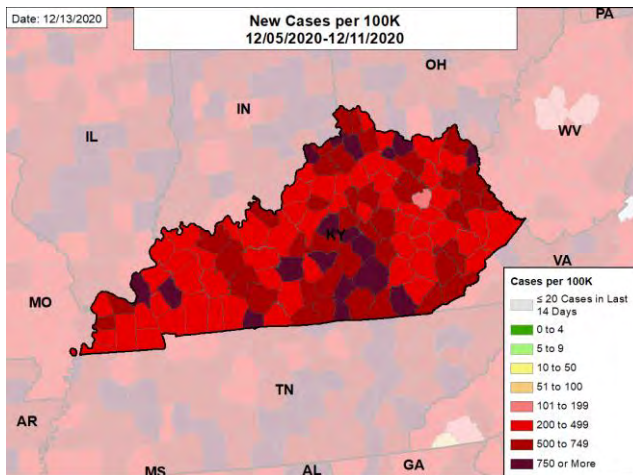 Date: 12/13/2020
New Cases per 100K
12/05/2020-12/11/2020
PA
OH
IN
IL
WV
KY
VA
MO
TN
AR
MS
AL
GA
Cases per 100K
≤ 20 Cases in Last
14 Days
0 to 4
5 to 9
10 to 50
51 to 100
101 to 199
200 to 499
500 to 749
750 or More